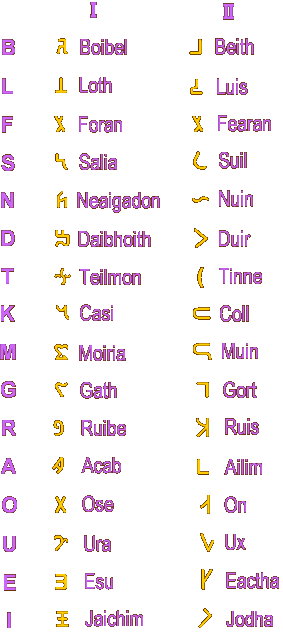 I II
B Boibel Beith
L Loth Luis
F Foran Fearan
S Salia Suil
N Neaigadon Nuin
D Daibhoith Duir
T Teilmon Tinne
K Casi Coll
M Moiria Muin
G Gath Gort
R Ruibe Ruis
A Acab Ailim
O Ose On
U Ura Ux
E Esu Eactha
I Jaichim Jodha